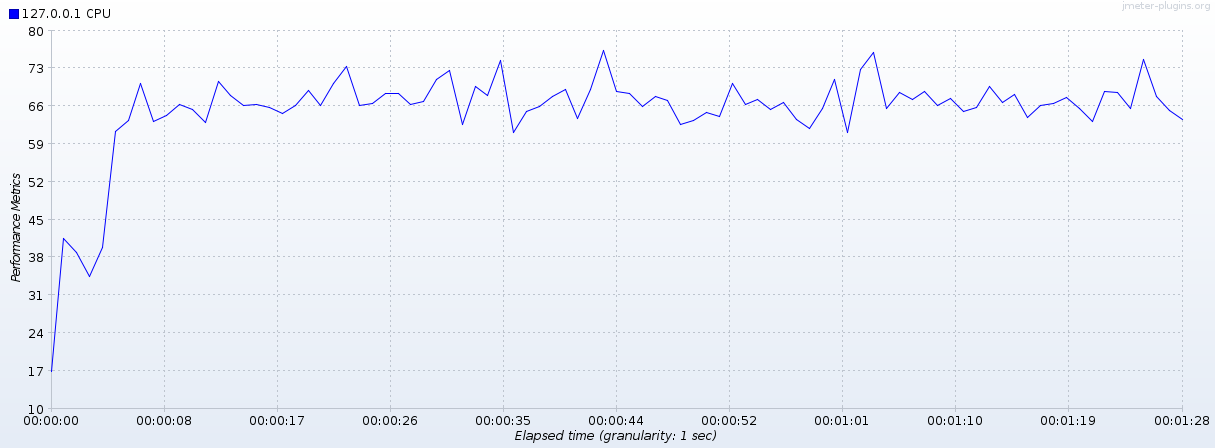 jmeter-plugins.org
127.0.0.1 CPU
80
73
66
59
52
45
38
31
24
17
10
Performance Metrics
00:00:00 00:00:08 00:00:17 00:00:26 00:00:35 00:00:44 00:00:52 00:01:01 00:01:10 00:01:19 00:01:28
Elapsed time (granularity: 1 sec)